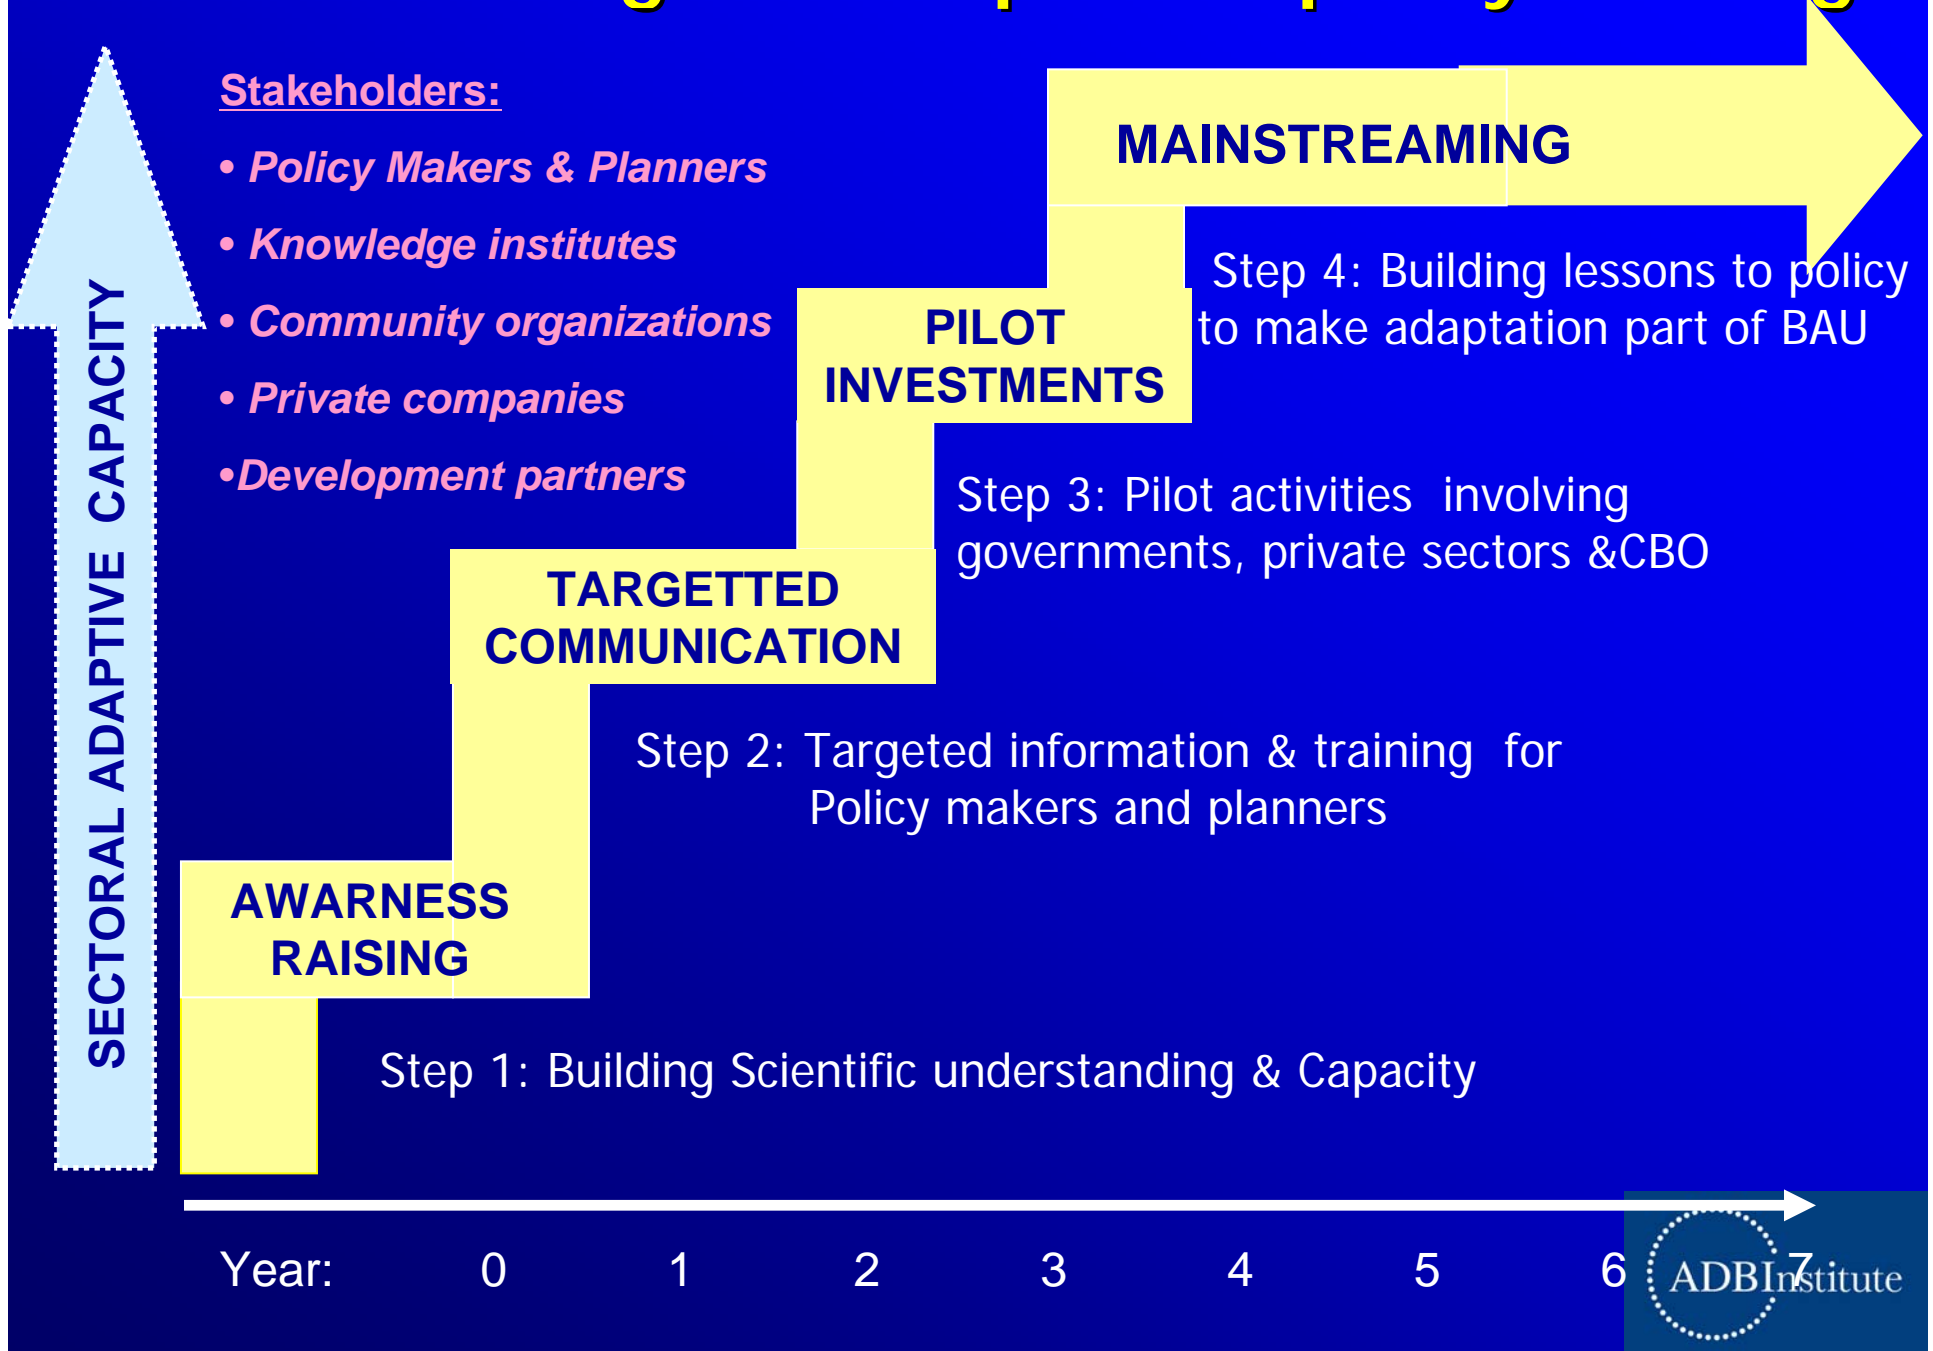 Stakeholders:
• Policy Makers & Planners
• Knowledge institutes
• Community organizations
• Private companies
•Development partners
SECTORAL ADAPTIVE CAPACITY
MAINSTREAMING
Step 4: Building lessons to policy
to make adaptation part of BAU
PILOT
INVESTMENTS
Step 3: Pilot activities involving
governments, private sectors &CBO
TARGETTED
COMMUNICATION
Step 2: Targeted information & training for
Policy makers and planners
AWARNESS
RAISING
Step 1: Building Scientific understanding & Capacity
Year: 0 1 2 3 4 5 6 7
ADBInstitute